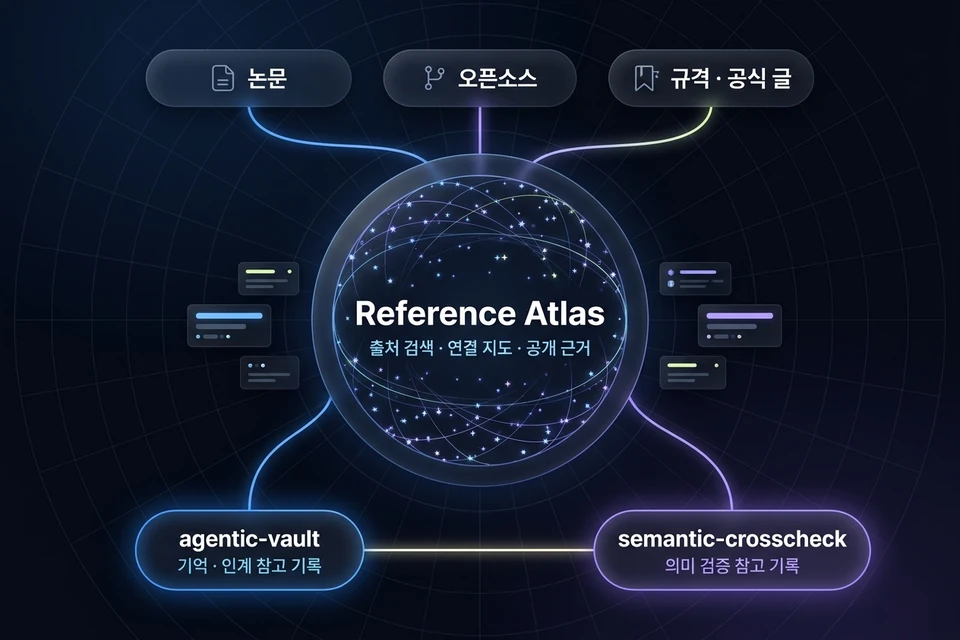 논문
오픈소스
규격 · 공식 글
Reference Atlas
출처 검색 · 연결 지도 · 공개 근거
agentic-vault
기억 · 인계 참고 기록
semantic-crosscheck
의미 검증 참고 기록